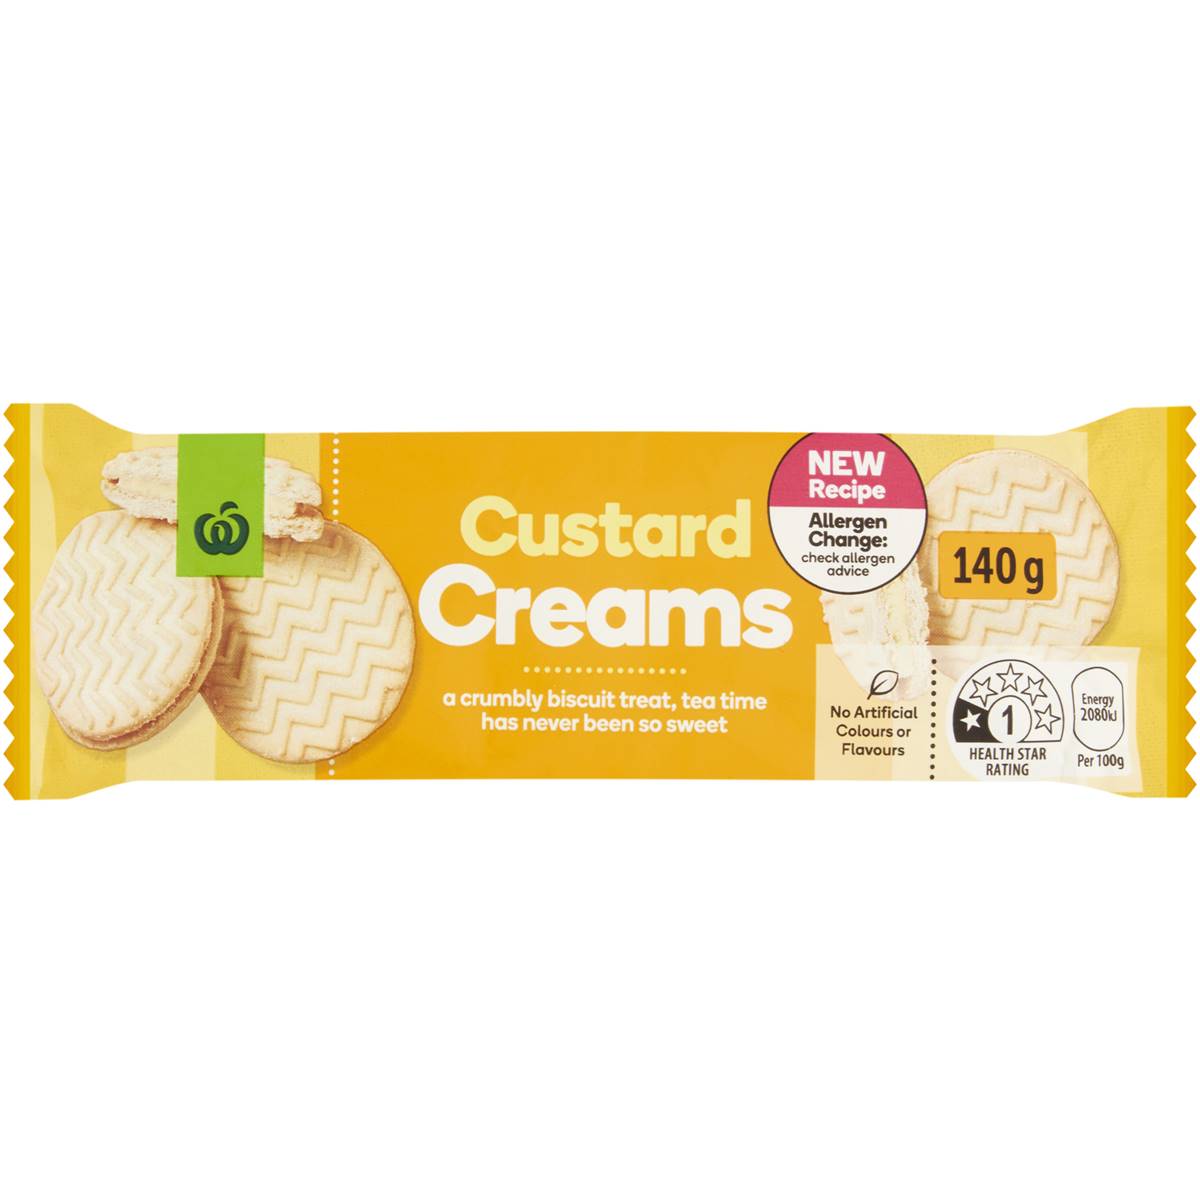 Custard
Creams
a crumbly biscuit treat, tea time
has never been so sweet
NEW
Recipe
Allergen
Change:
check allergen
advice
140g
No Artificial
Colours or
Flavours
1
HEALTH STAR
RATING
Energy
2080kJ
Per 100g